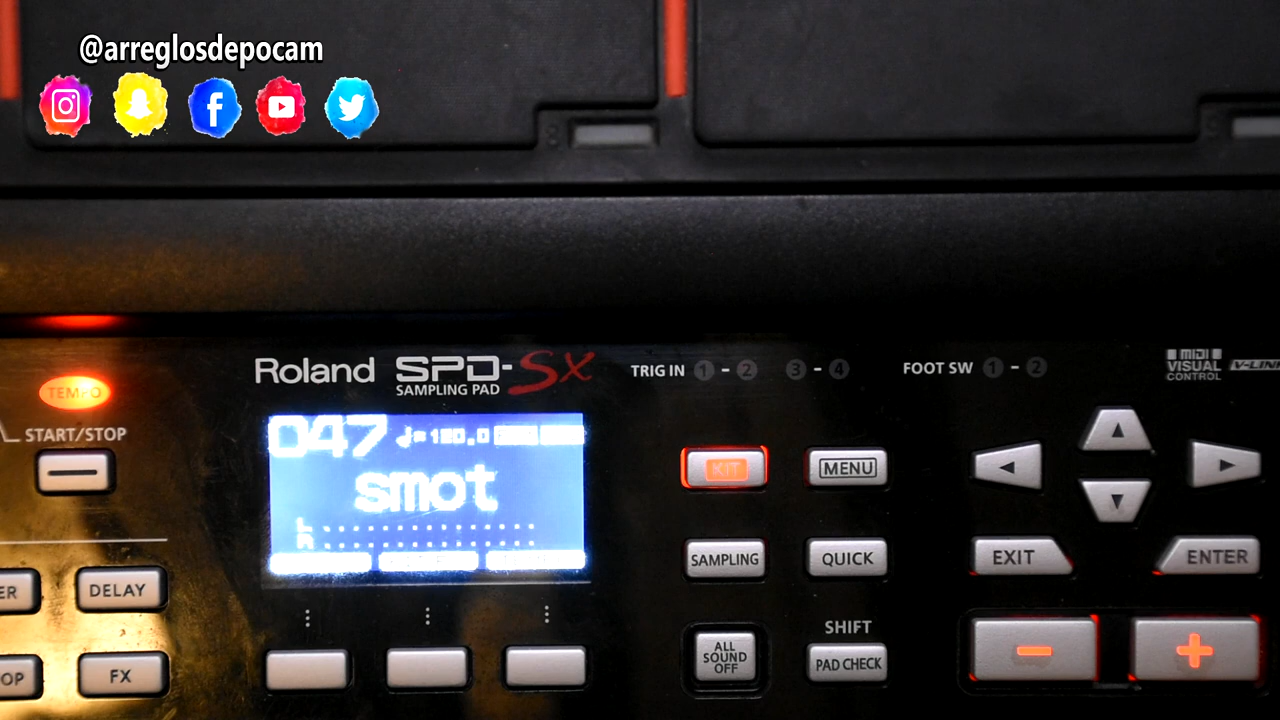 @arreglosdepocam
Roland SPD-SX
SAMPLING PAD
TRIG IN 1 - 2 3 - 4
FOOT SW 1 - 2
MIDI
VISUAL
CONTROL
V-LINK
TEMPO
START/STOP
047
smot
L
R
KIT
MENU
SAMPLING
QUICK
EXIT
ENTER
DELAY
FX
ALL
SOUND
OFF
SHIFT
PAD CHECK
- +